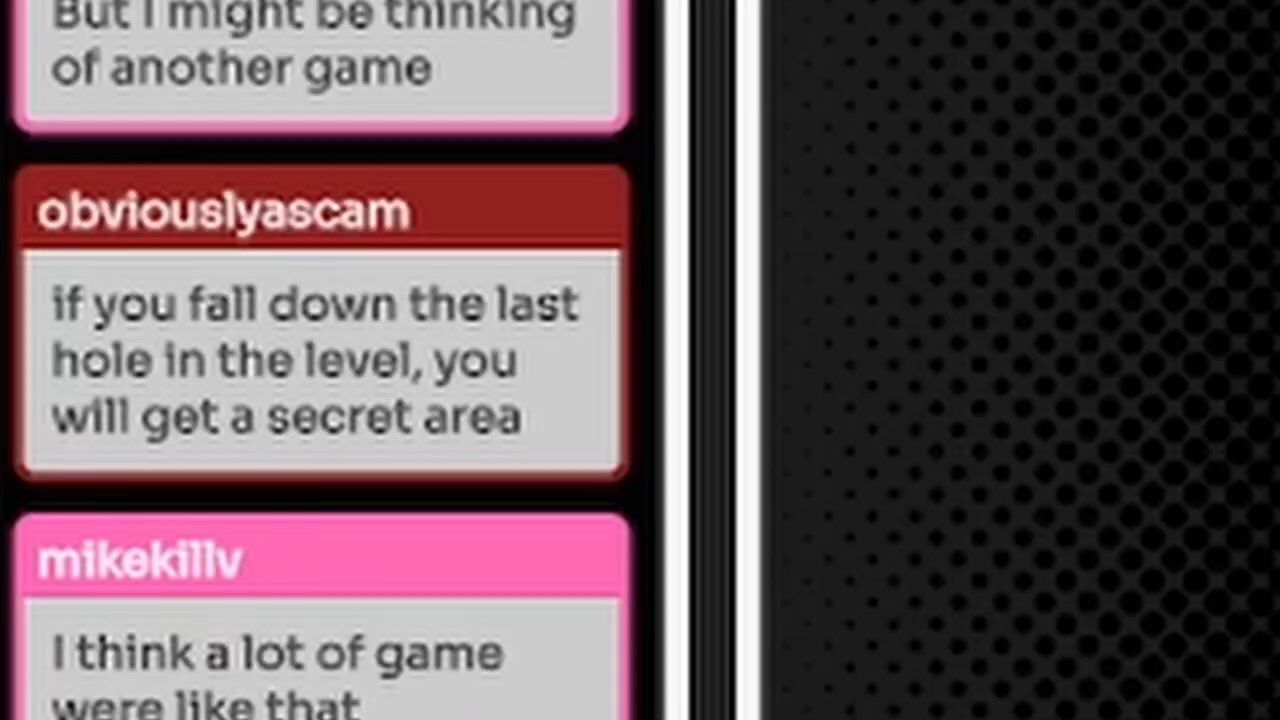 But I might be thinking
of another game
obviouslyascam
if you fall down the last
hole in the level, you
will get a secret area
mikekillv
I think a lot of game
were like that